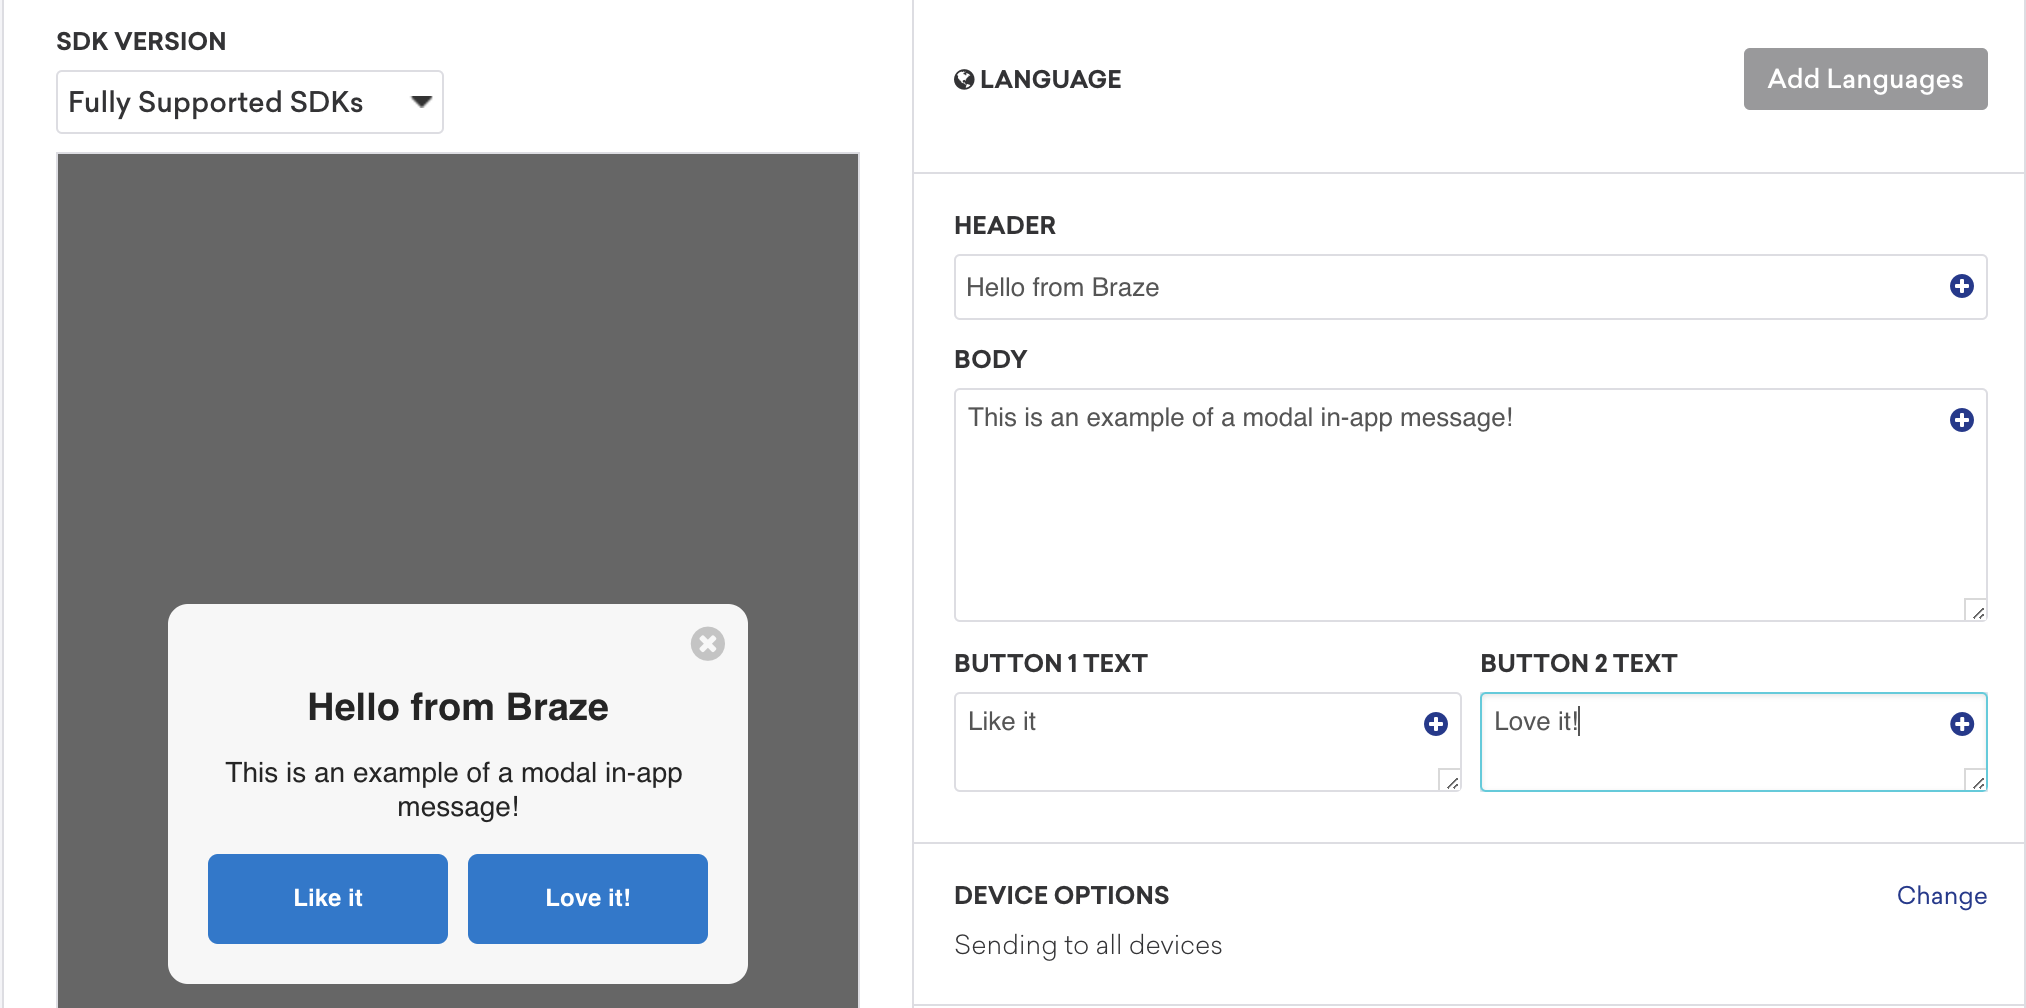 SDK VERSION
Fully Supported SDKs
Hello from Braze
This is an example of a modal in-app
message!
Like it
Love it!
LANGUAGE
Add Languages
HEADER
Hello from Braze
BODY
This is an example of a modal in-app message!
BUTTON 1 TEXT
BUTTON 2 TEXT
Like it
Love it!
DEVICE OPTIONS
Change
Sending to all devices